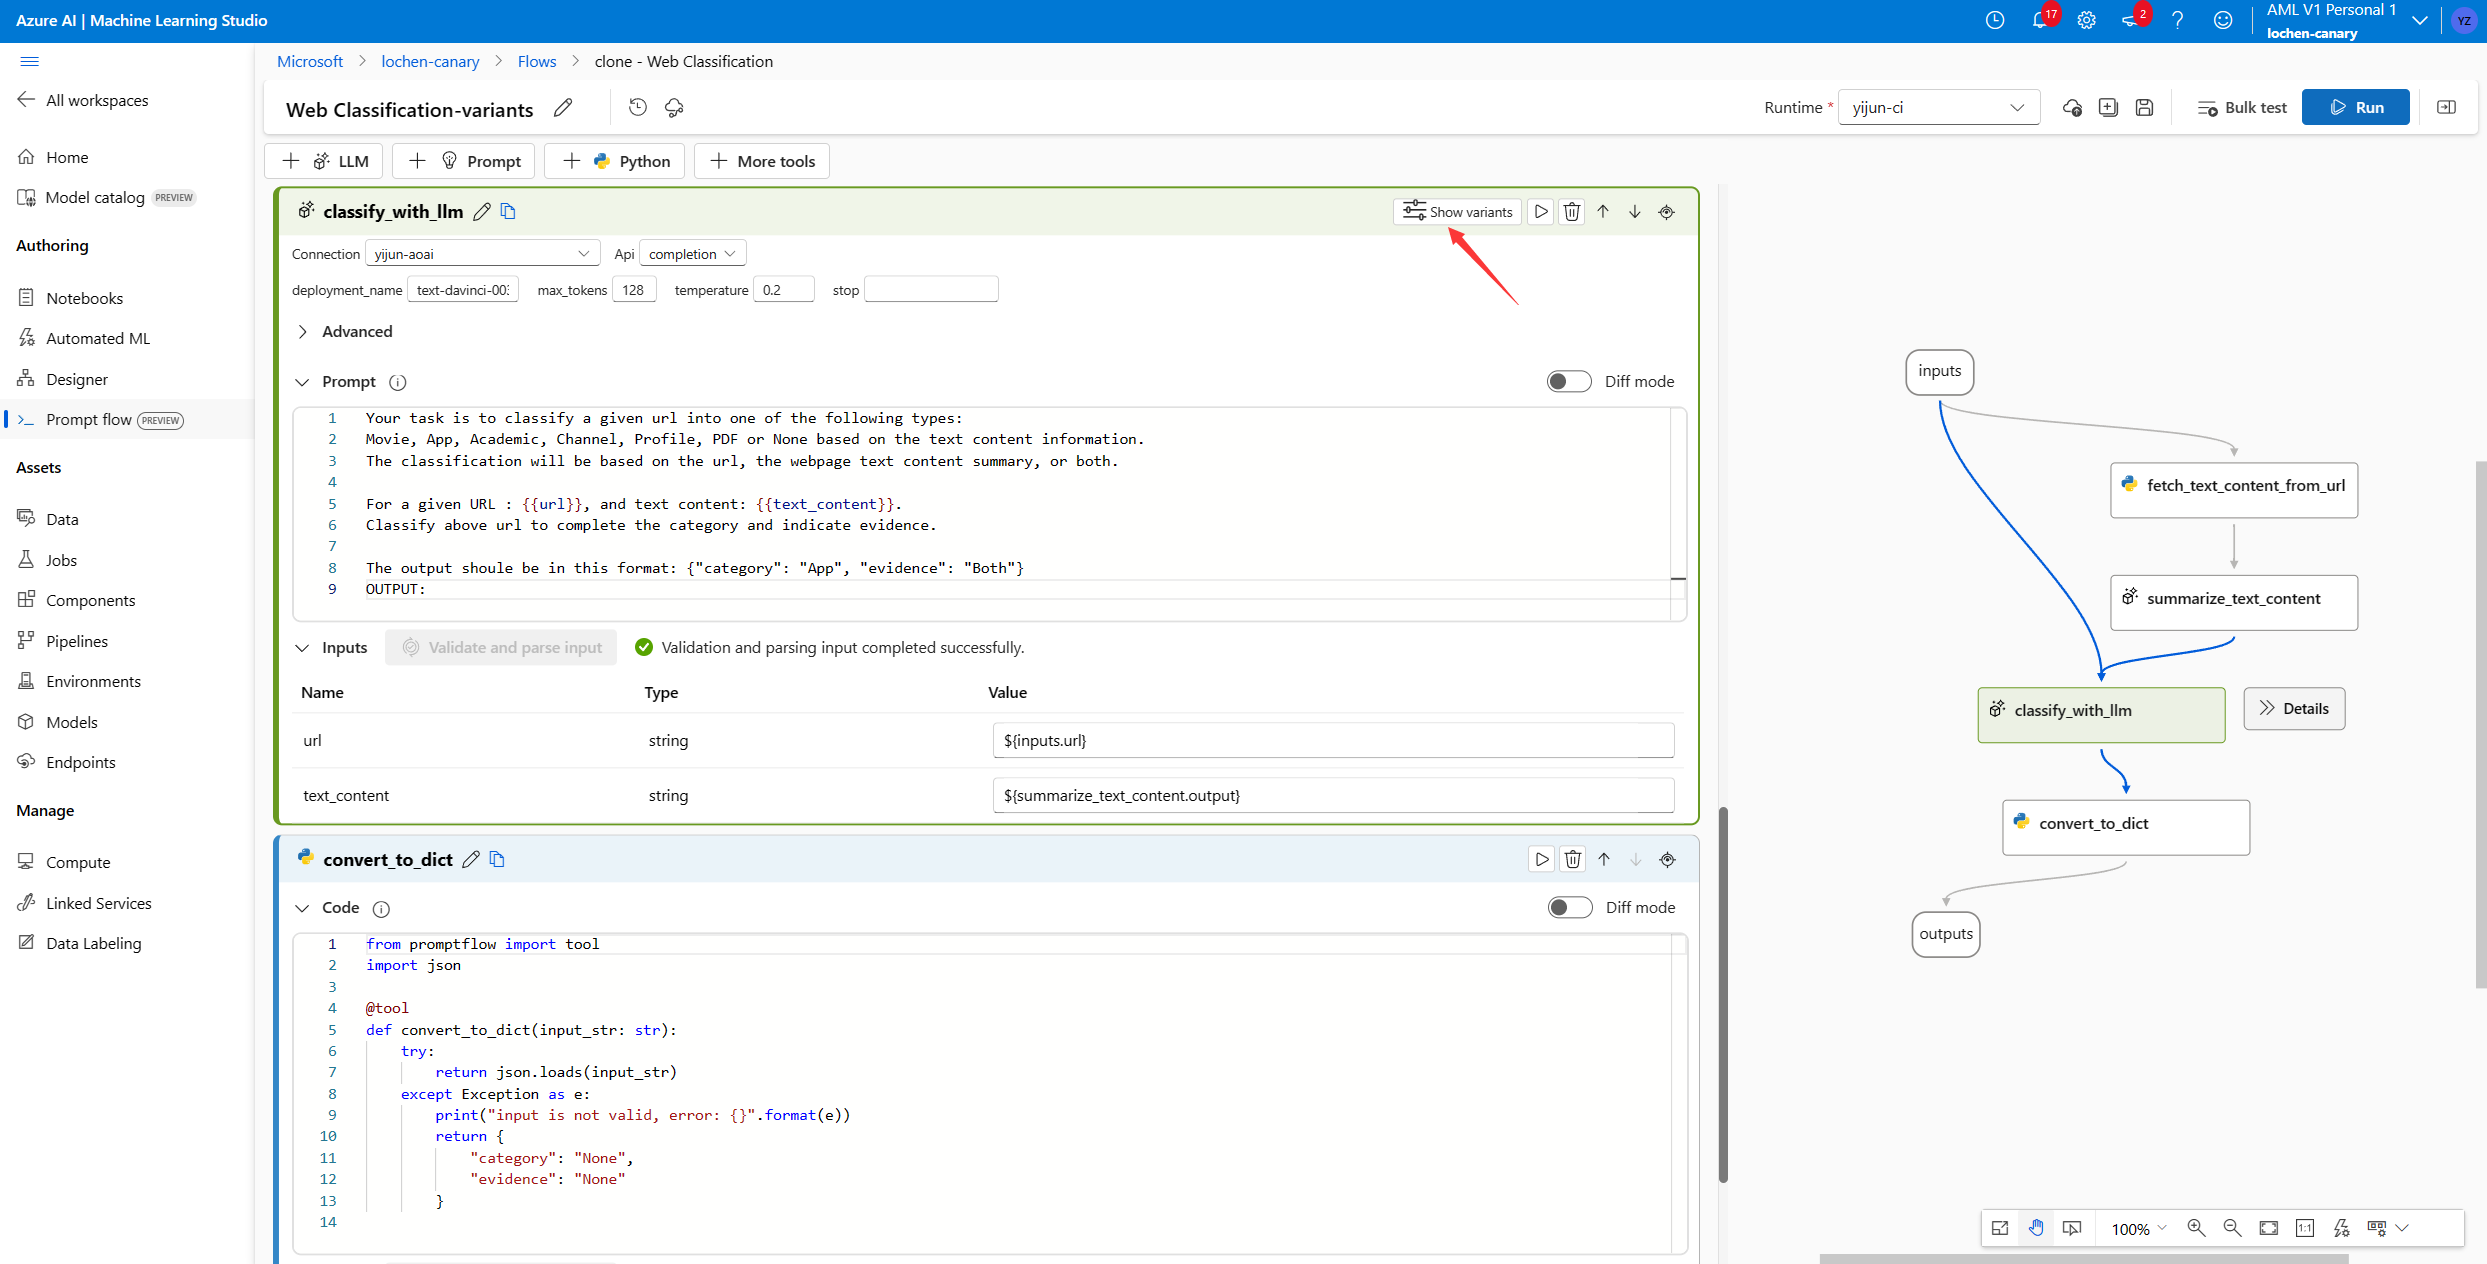 Azure AI | Machine Learning Studio
17
2
AML V1 Personal 1
lochen-canary
YZ
Microsoft > lochen-canary > Flows > clone - Web Classification
All workspaces
Home
Model catalog PREVIEW
Authoring
Notebooks
Automated ML
Designer
Prompt flow PREVIEW
Assets
Data
Jobs
Components
Pipelines
Environments
Models
Endpoints
Manage
Compute
Linked Services
Data Labeling
Web Classification-variants
Runtime * yijun-ci
Bulk test
Run
LLM
Prompt
Python
More tools
classify_with_llm
Show variants
Connection yijun-aoai Api completion
deployment_name text-davinci-003 max_tokens 128 temperature 0.2 stop
Advanced
Prompt
Diff mode
1 Your task is to classify a given url into one of the following types:
2 Movie, App, Academic, Channel, Profile, PDF or None based on the text content information.
3 The classification will be based on the url, the webpage text content summary, or both.
4
5 For a given URL : {{url}}, and text content: {{text_content}}.
6 Classify above url to complete the category and indicate evidence.
7
8 The output shoule be in this format: {"category": "App", "evidence": "Both"}
9 OUTPUT:
Inputs
Validate and parse input
Validation and parsing input completed successfully.
Name Type Value
url string ${inputs.url}
text_content string ${summarize_text_content.output}
convert_to_dict
Code
Diff mode
1 from promptflow import tool
2 import json
3
4 @tool
5 def convert_to_dict(input_str: str):
6 try:
7 return json.loads(input_str)
8 except Exception as e:
9 print("input is not valid, error: {}".format(e))
10 return {
11 "category": "None",
12 "evidence": "None"
13 }
14
inputs
fetch_text_content_from_url
summarize_text_content
classify_with_llm
Details
convert_to_dict
outputs
100%
1:1